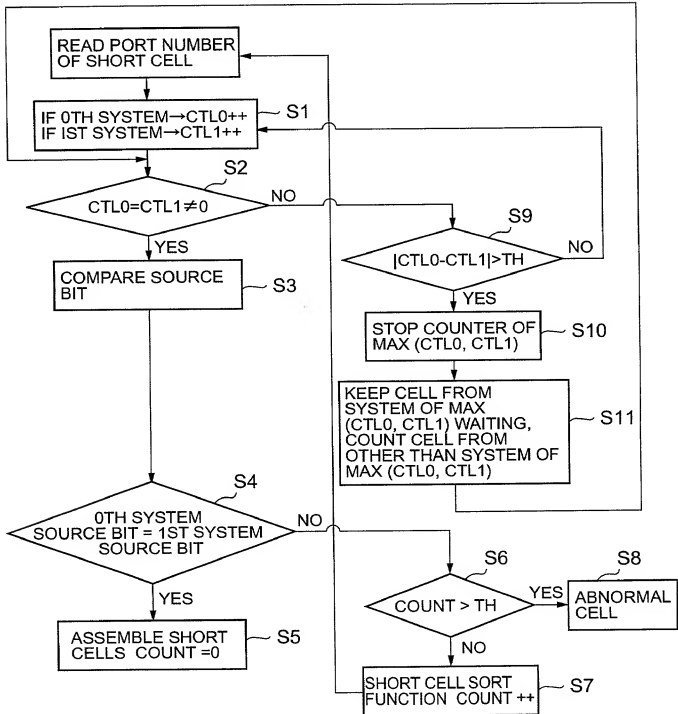 READ PORT NUMBER
OF SHORT CELL
IF 0TH SYSTEM→CTL0++
IF IST SYSTEM→CTL1++
S1
S2
CTL0=CTL1≠0
NO
YES
COMPARE SOURCE
BIT
S3
S9
|CTL0-CTL1|>TH
NO
YES
STOP COUNTER OF
MAX (CTL0, CTL1)
S10
KEEP CELL FROM
SYSTEM OF MAX
(CTL0, CTL1) WAITING,
COUNT CELL FROM
OTHER THAN SYSTEM OF
MAX (CTL0, CTL1)
S11
S4
0TH SYSTEM
SOURCE BIT = 1ST SYSTEM
SOURCE BIT
NO
YES
ASSEMBLE SHORT
CELLS COUNT =0
S5
S6
COUNT > TH
YES
NO
S8
ABNORMAL
CELL
SHORT CELL SORT
FUNCTION COUNT ++
S7